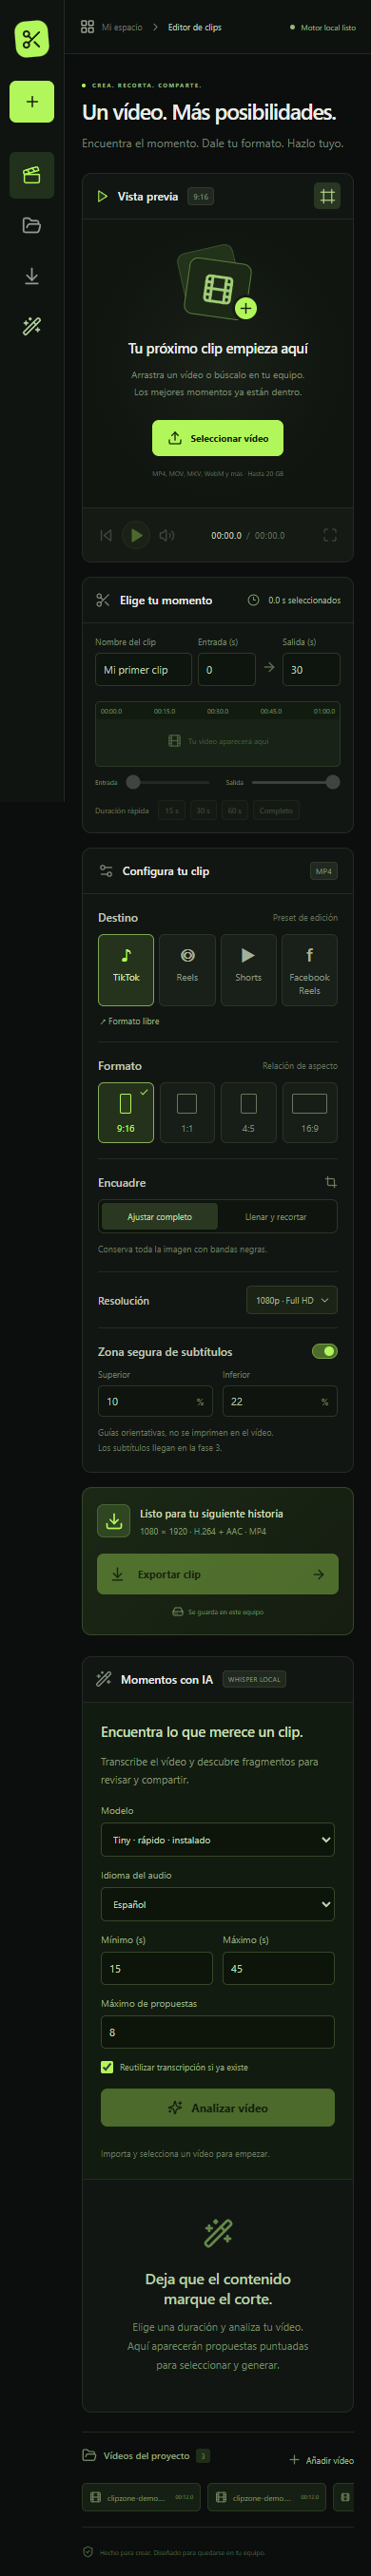 Mi espacio > Editor de clips
Motor local listo
CREA. RECORTA. COMPARTE.
Un vídeo. Más posibilidades.
Encuentra el momento. Dale tu formato. Hazlo tuyo.
Vista previa 9:16
Tu próximo clip empieza aquí
Arrastra un vídeo o búscalo en tu equipo.
Los mejores momentos ya están dentro.
Seleccionar vídeo
MP4, MOV, MKV, WebM y más · Hasta 20 GB
00:00.0 / 00:00.0
Elige tu momento
0.0 s seleccionados
Nombre del clip Entrada (s) Salida (s)
Mi primer clip 0 30
00:00.0 00:15.0 00:30.0 00:45.0 01:00.0
Tu vídeo aparecerá aquí
Entrada Salida
Duración rápida 15 s 30 s 60 s Completo
Configura tu clip MP4
Destino Preset de edición
TikTok Reels Shorts Facebook
Reels
↗ Formato libre
Formato Relación de aspecto
9:16 1:1 4:5 16:9
Encuadre
Ajustar completo Llenar y recortar
Conserva toda la imagen con bandas negras.
Resolución 1080p · Full HD
Zona segura de subtítulos
Superior Inferior
10 % 22 %
Guías orientativas, no se imprimen en el vídeo.
Los subtítulos llegan en la fase 3.
Listo para tu siguiente historia
1080 × 1920 · H.264 + AAC · MP4
Exportar clip
Se guarda en este equipo
Momentos con IA WHISPER LOCAL
Encuentra lo que merece un clip.
Transcribe el vídeo y descubre fragmentos para
revisar y compartir.
Modelo
Tiny · rápido · instalado
Idioma del audio
Español
Mínimo (s) Máximo (s)
15 45
Máximo de propuestas
8
Reutilizar transcripción si ya existe
Analizar vídeo
Importa y selecciona un vídeo para empezar.
Deja que el contenido
marque el corte.
Elige una duración y analiza tu vídeo.
Aquí aparecerán propuestas puntuadas
para seleccionar y generar.
Vídeos del proyecto 3
Añadir vídeo
clipzone-demo... 00:12.0 clipzone-demo... 00:12.0
Hecho para crear. Diseñado para quedarse en tu equipo.